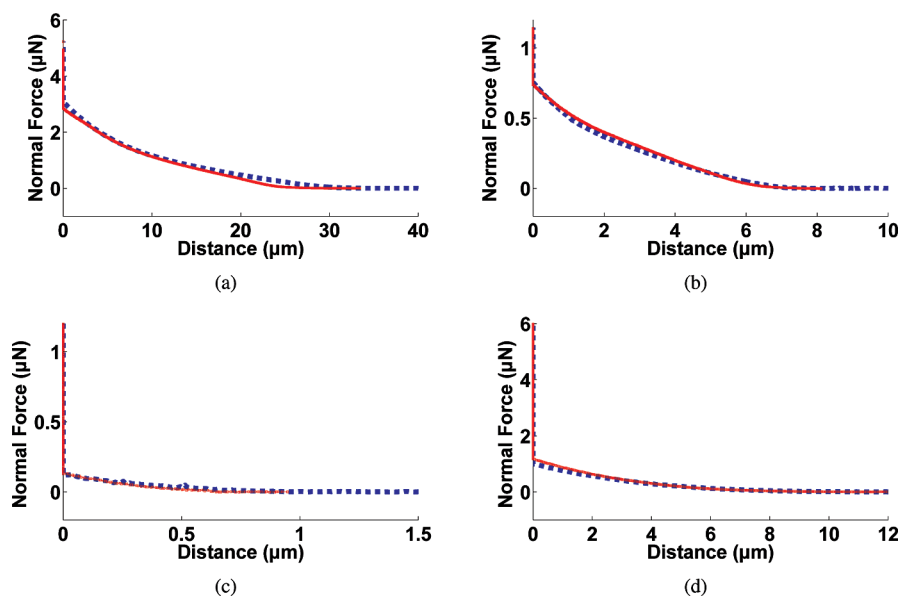 6
4
2
0
Normal Force (µN)
0 10 20 30 40
Distance (µm)
(a)
1
0.5
0
Normal Force (µN)
0 2 4 6 8 10
Distance (µm)
(b)
1
0.5
0
Normal Force (µN)
0 0.5 1 1.5
Distance (µm)
(c)
6
4
2
0
Normal Force (µN)
0 2 4 6 8 10 12
Distance (µm)
(d)